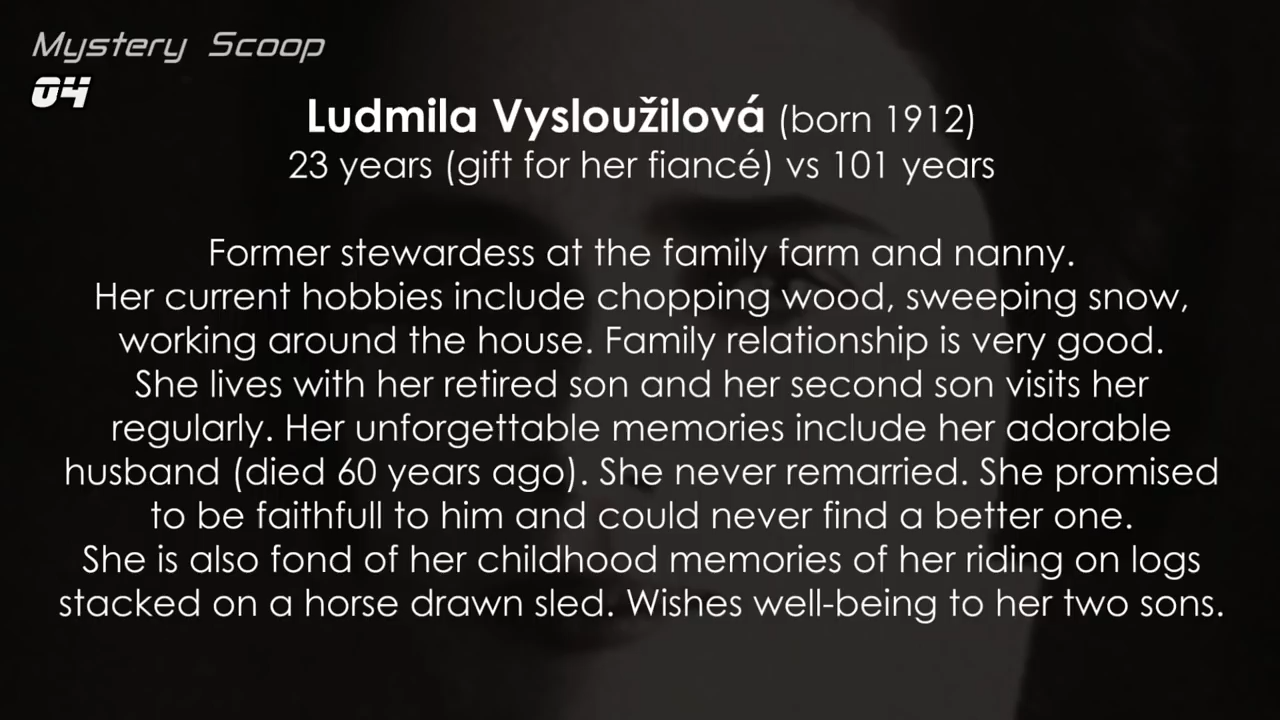 Mystery Scoop
04
Ludmila Vysloužilová (born 1912)
23 years (gift for her fiancé) vs 101 years
Former stewardess at the family farm and nanny.
Her current hobbies include chopping wood, sweeping snow,
working around the house. Family relationship is very good.
She lives with her retired son and her second son visits her
regularly. Her unforgettable memories include her adorable
husband (died 60 years ago). She never remarried. She promised
to be faithfull to him and could never find a better one.
She is also fond of her childhood memories of her riding on logs
stacked on a horse drawn sled. Wishes well-being to her two sons.